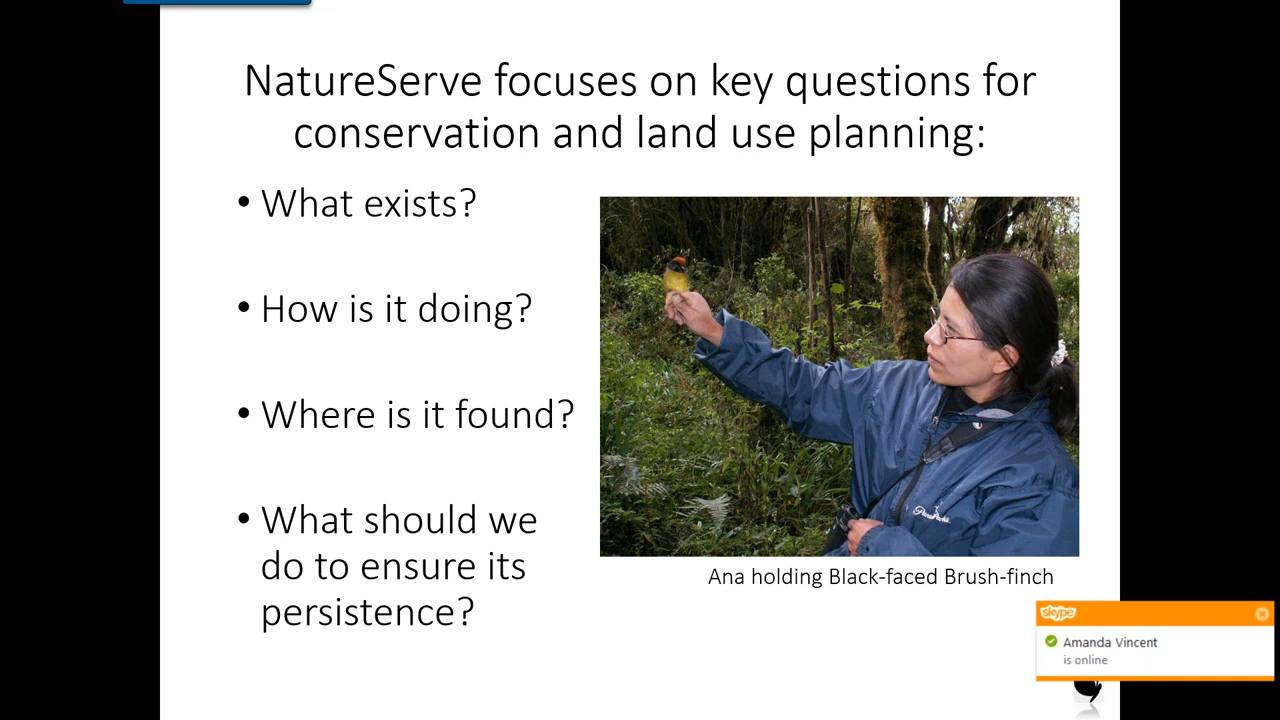 NatureServe focuses on key questions for
conservation and land use planning:
• What exists?
• How is it doing?
• Where is it found?
• What should we
do to ensure its
persistence?
Ana holding Black-faced Brush-finch
skype
Amanda Vincent
is online